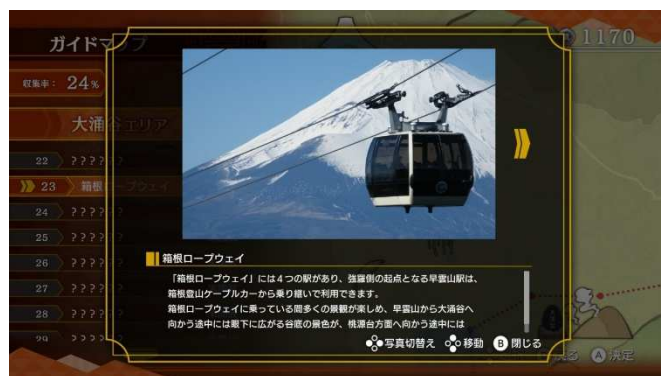 ガイドマップ
1170
収集率: 24%
大涌谷エリア
22 ??????
23 箱根ロープウェイ
24 ??????
25 ??????
26 ??????
27 ??????
28 ??????
29 ?????
箱根ロープウェイ
「箱根ロープウェイ」には4つの駅があり、強羅側の起点となる早雲山駅は、
箱根登山ケーブルカーから乗り継いで利用できます。
箱根ロープウェイに乗っている間多くの景観が楽しめ、早雲山から大涌谷へ
向かう途中には眼下に広がる谷底の景色が、桃源台方面へ向かう途中には
写真切替え 移動 B 閉じる
戻る A 決定